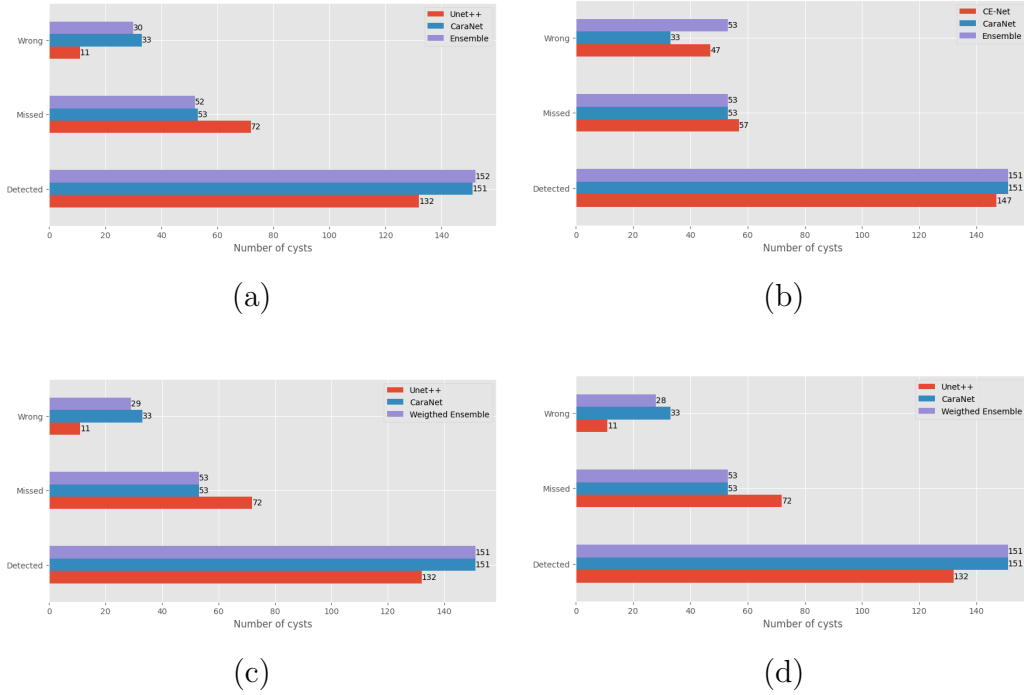 Unet++
CaraNet
Ensemble
Wrong
30
33
11
Missed
52
53
72
Detected
152
151
132
0 20 40 60 80 100 120 140
Number of cysts
(a)
CE-Net
CaraNet
Ensemble
Wrong
53
33
47
Missed
53
53
57
Detected
151
151
147
0 20 40 60 80 100 120 140
Number of cysts
(b)
Unet++
CaraNet
Weigthed Ensemble
Wrong
29
33
11
Missed
53
53
72
Detected
151
151
132
0 20 40 60 80 100 120 140
Number of cysts
(c)
Unet++
CaraNet
Weigthed Ensemble
Wrong
28
33
11
Missed
53
53
72
Detected
151
151
132
0 20 40 60 80 100 120 140
Number of cysts
(d)